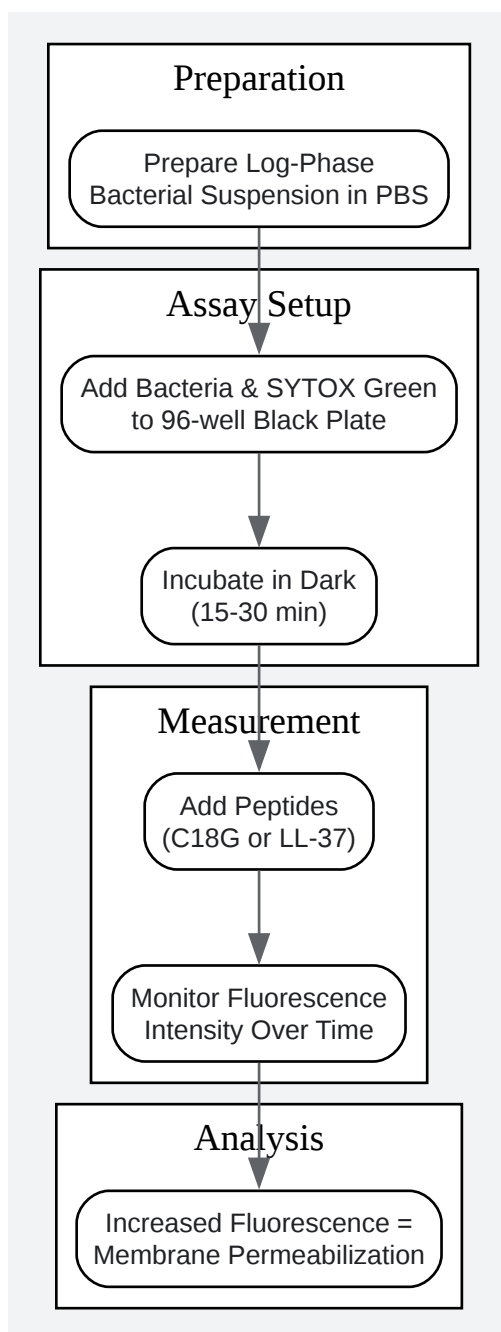 Preparation
Prepare Log-Phase
Bacterial Suspension in PBS
Assay Setup
Add Bacteria & SYTOX Green
to 96-well Black Plate
Incubate in Dark
(15-30 min)
Measurement
Add Peptides
(C18G or LL-37)
Monitor Fluorescence
Intensity Over Time
Analysis
Increased Fluorescence =
Membrane Permeabilization